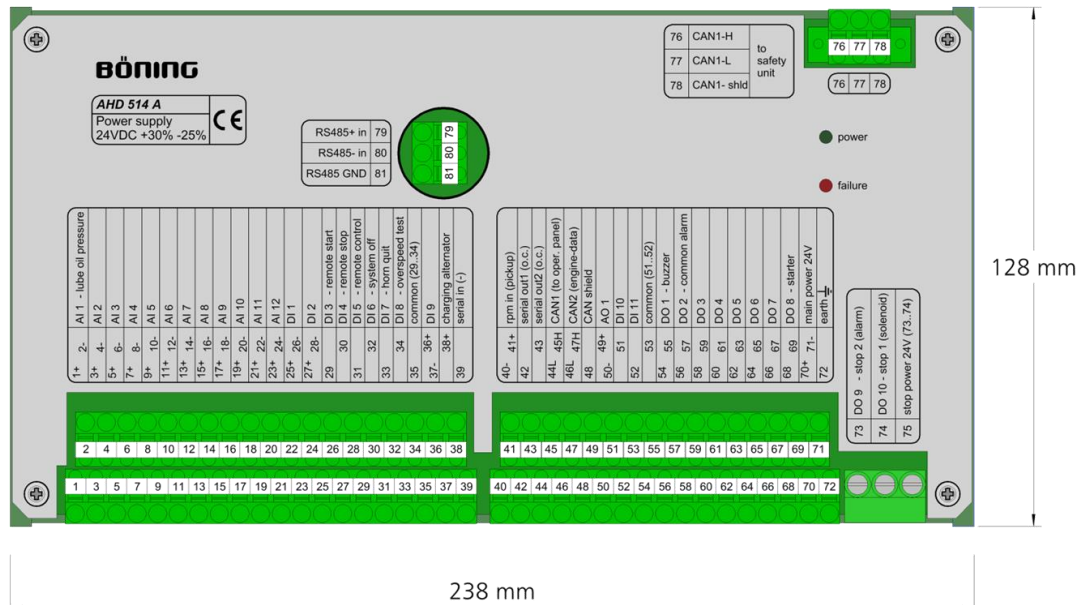 BÖNING
AHD 514 A
Power supply
24VDC +30% -25%
CE
76 CAN1-H
77 CAN1-L
78 CAN1- shld
to
safety
unit
76 77 78
76 77 78
power
failure
RS485+ in 79
RS485- in 80
RS485 GND 81
79
80
81
1+ 2- AI 1 - lube oil pressure
3+ 4- AI 2
5+ 6- AI 3
7+ 8- AI 4
9+ 10- AI 5
11+ 12- AI 6
13+ 14- AI 7
15+ 16- AI 8
17+ 18- AI 9
19+ 20- AI 10
21+ 22- AI 11
23+ 24- AI 12
25+ 26- DI 1
27+ 28- DI 2
29 DI 3 - remote start
30 DI 4 - remote stop
31 DI 5 - remote control
32 DI 6 - system off
33 DI 7 - horn quit
34 DI 8 - overspeed test
35 common (29..34)
37- 36+ DI 9
38+ charging alternator
39 serial in (-)
40- 41+ rpm in (pickup)
42 serial out1 (o.c.)
43 serial out2 (o.c.)
44L 45H CAN1 (to oper. panel)
46L 47H CAN2 (engine-data)
48 CAN shield
50- 49+ AO 1
51 DI 10
52 DI 11
53 common (51..52)
54 55 DO 1 - buzzer
56 57 DO 2 - common alarm
58 59 DO 3
60 61 DO 4
62 63 DO 5
64 65 DO 6
66 67 DO 7
68 69 DO 8 - starter
70+ 71- main power 24V
72 earth
73 DO 9 - stop 2 (alarm)
74 DO 10 - stop 1 (solenoid)
75 stop power 24V (73..74)
2 4 6 8 10 12 14 16 18 20 22 24 26 28 30 32 34 36 38
41 43 45 47 49 51 53 55 57 59 61 63 65 67 69 71
1 3 5 7 9 11 13 15 17 19 21 23 25 27 29 31 33 35 37 39
40 42 44 46 48 50 52 54 56 58 60 62 64 66 68 70 72
128 mm
238 mm